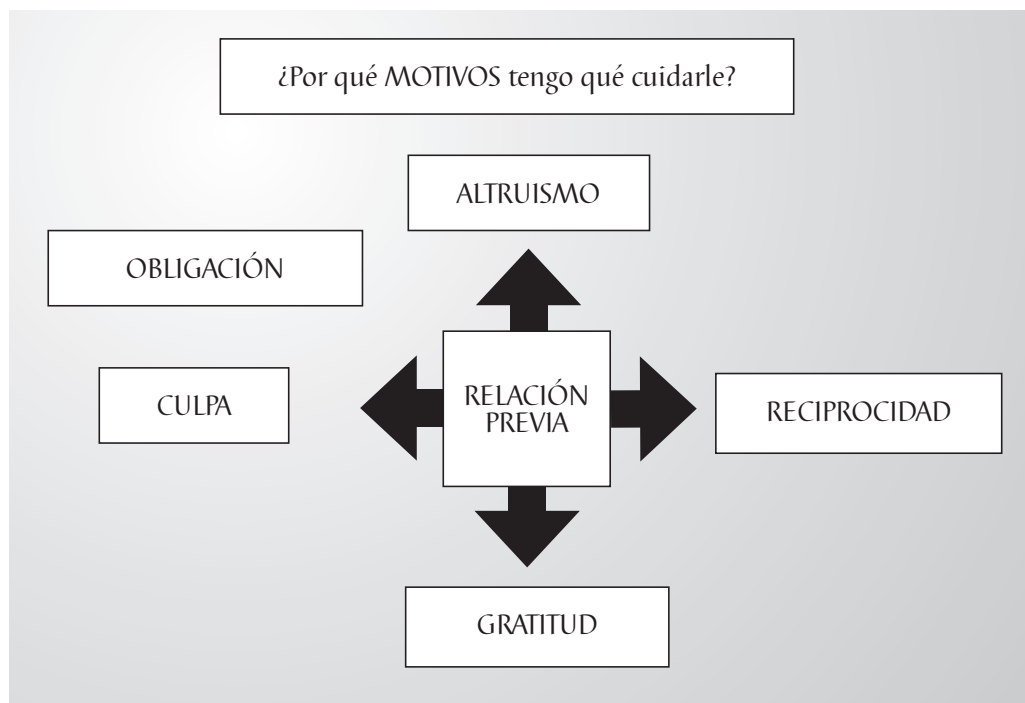 ¿Por qué MOTIVOS tengo qué cuidarle?
ALTRUISMO
OBLIGACIÓN
CULPA
RELACIÓN
PREVIA
RECIPROCIDAD
GRATITUD